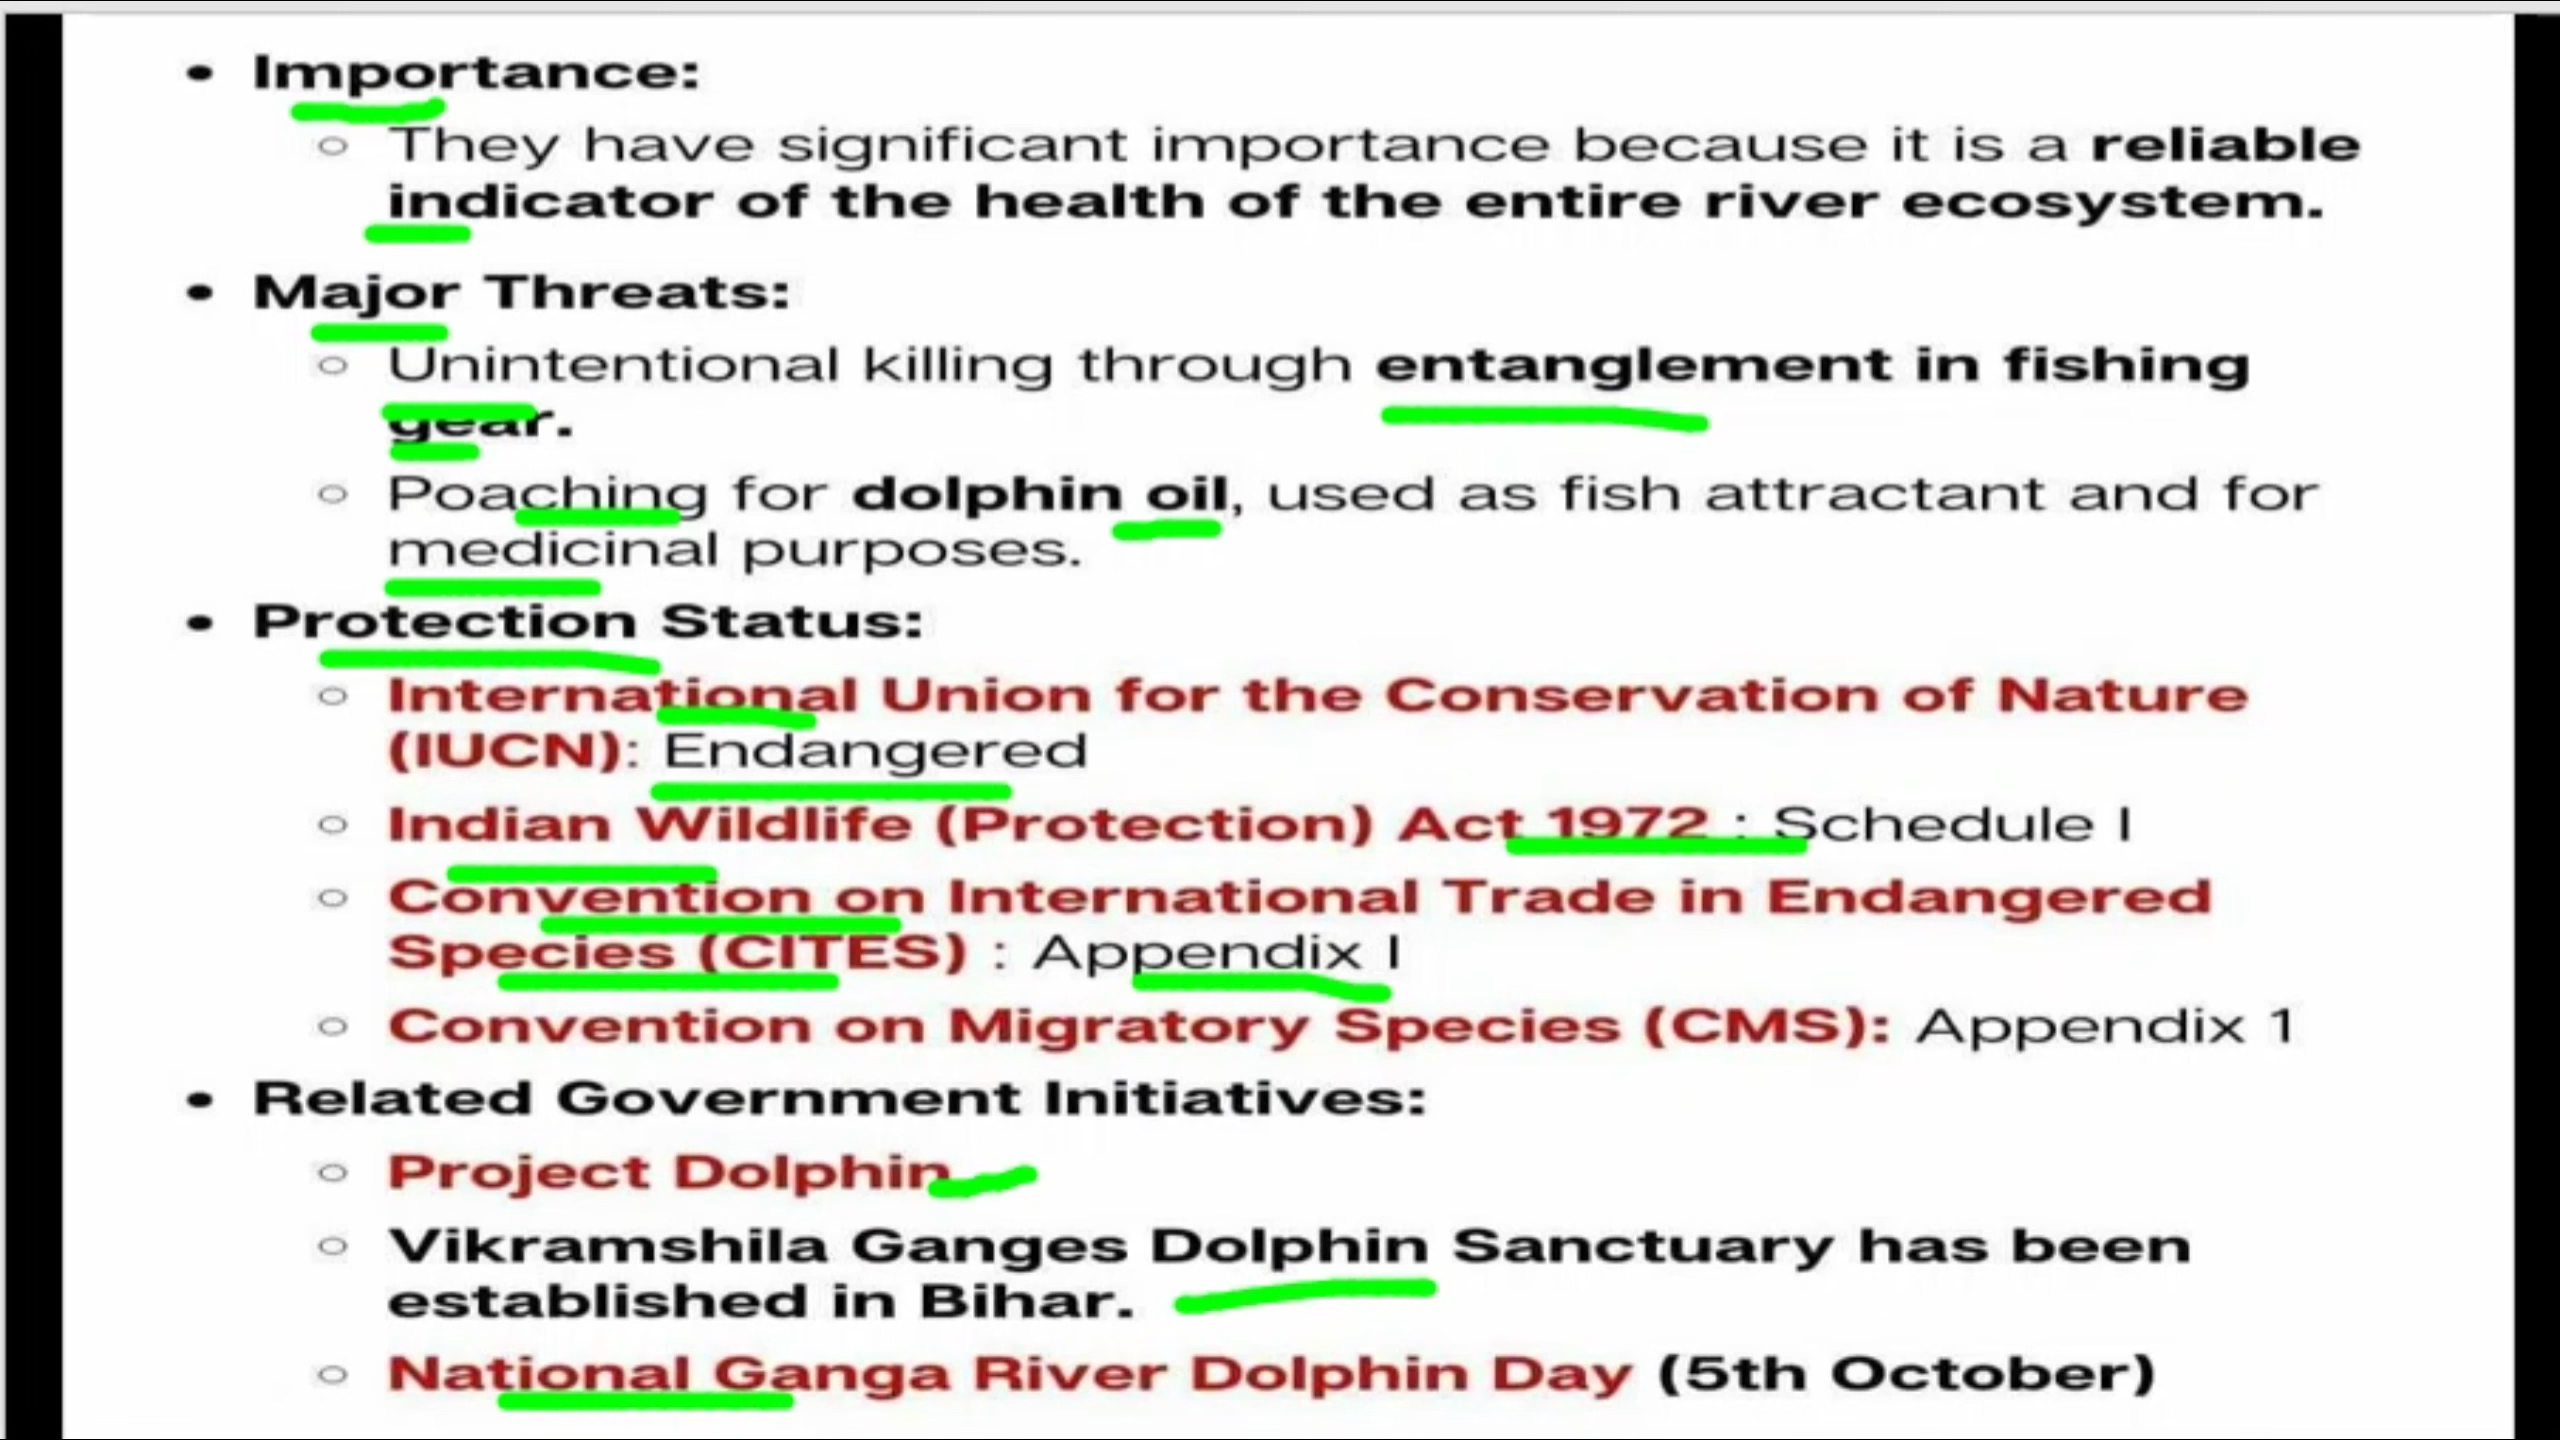 • Importance:
○ They have significant importance because it is a reliable
indicator of the health of the entire river ecosystem.
• Major Threats:
○ Unintentional killing through entanglement in fishing
gear.
○ Poaching for dolphin oil, used as fish attractant and for
medicinal purposes.
• Protection Status:
○ International Union for the Conservation of Nature
(IUCN): Endangered
○ Indian Wildlife (Protection) Act 1972 : Schedule I
○ Convention on International Trade in Endangered
Species (CITES) : Appendix I
○ Convention on Migratory Species (CMS): Appendix 1
• Related Government Initiatives:
○ Project Dolphin
○ Vikramshila Ganges Dolphin Sanctuary has been
established in Bihar.
○ National Ganga River Dolphin Day (5th October)